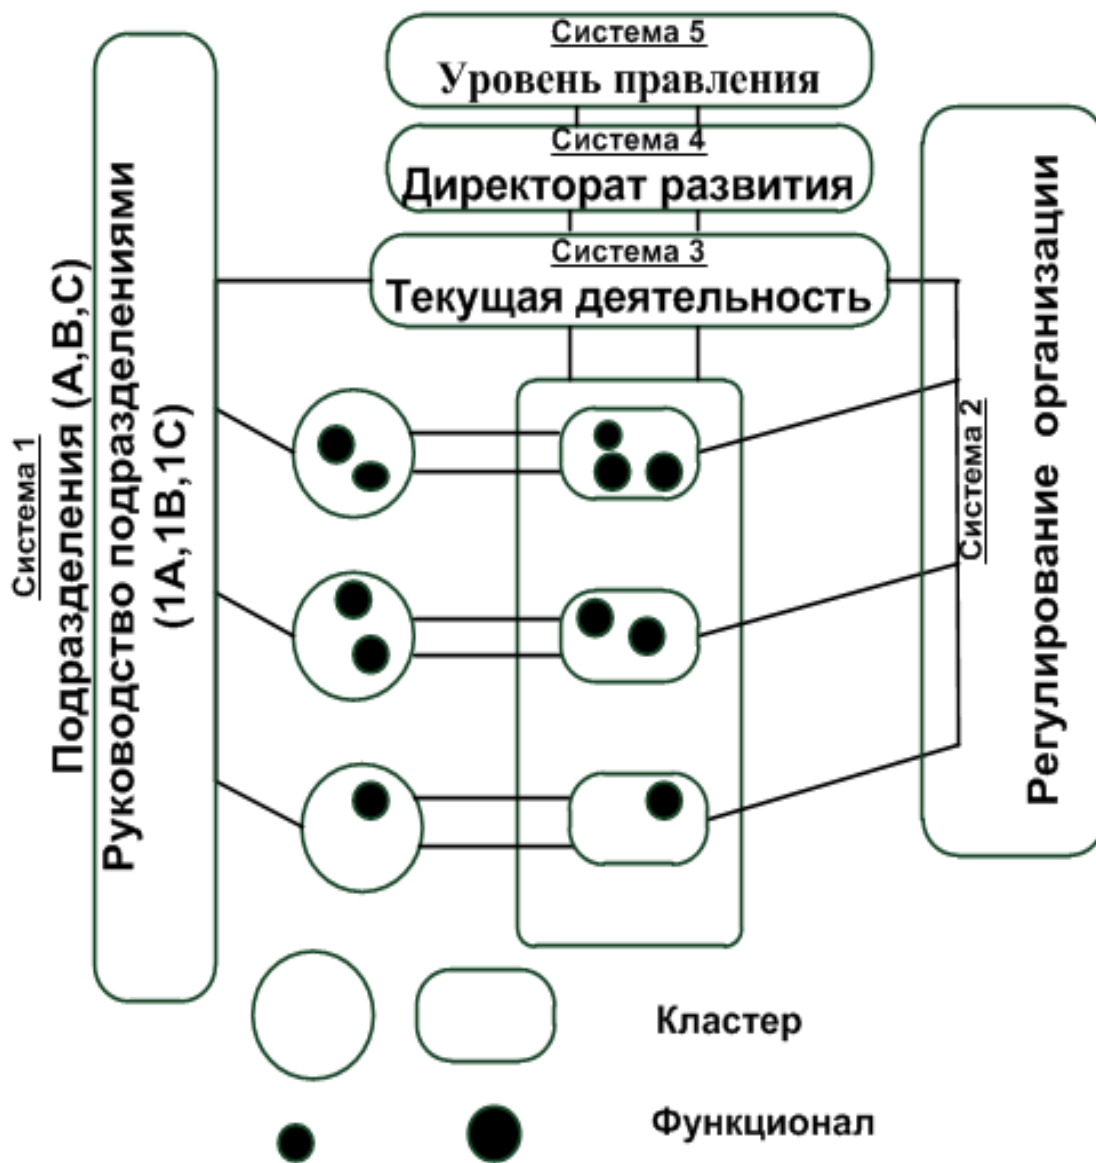 Система 5
Уровень правления
Система 4
Директорат развития
Система 3
Текущая деятельность
Система 1
Подразделения (A,B,C)
Руководство подразделениями
(1A,1B,1C)
Система 2
Регулирование организации
Кластер
Функционал